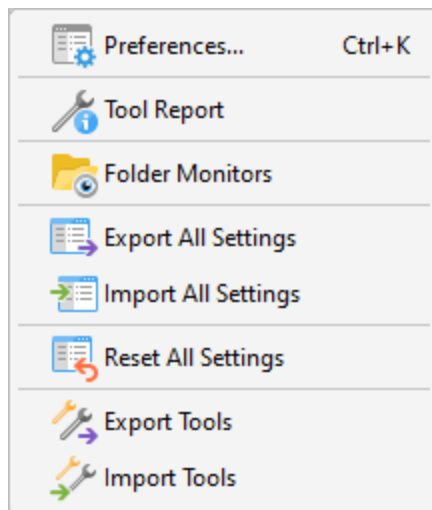 Preferences... Ctrl+K
Tool Report
Folder Monitors
Export All Settings
Import All Settings
Reset All Settings
Export Tools
Import Tools